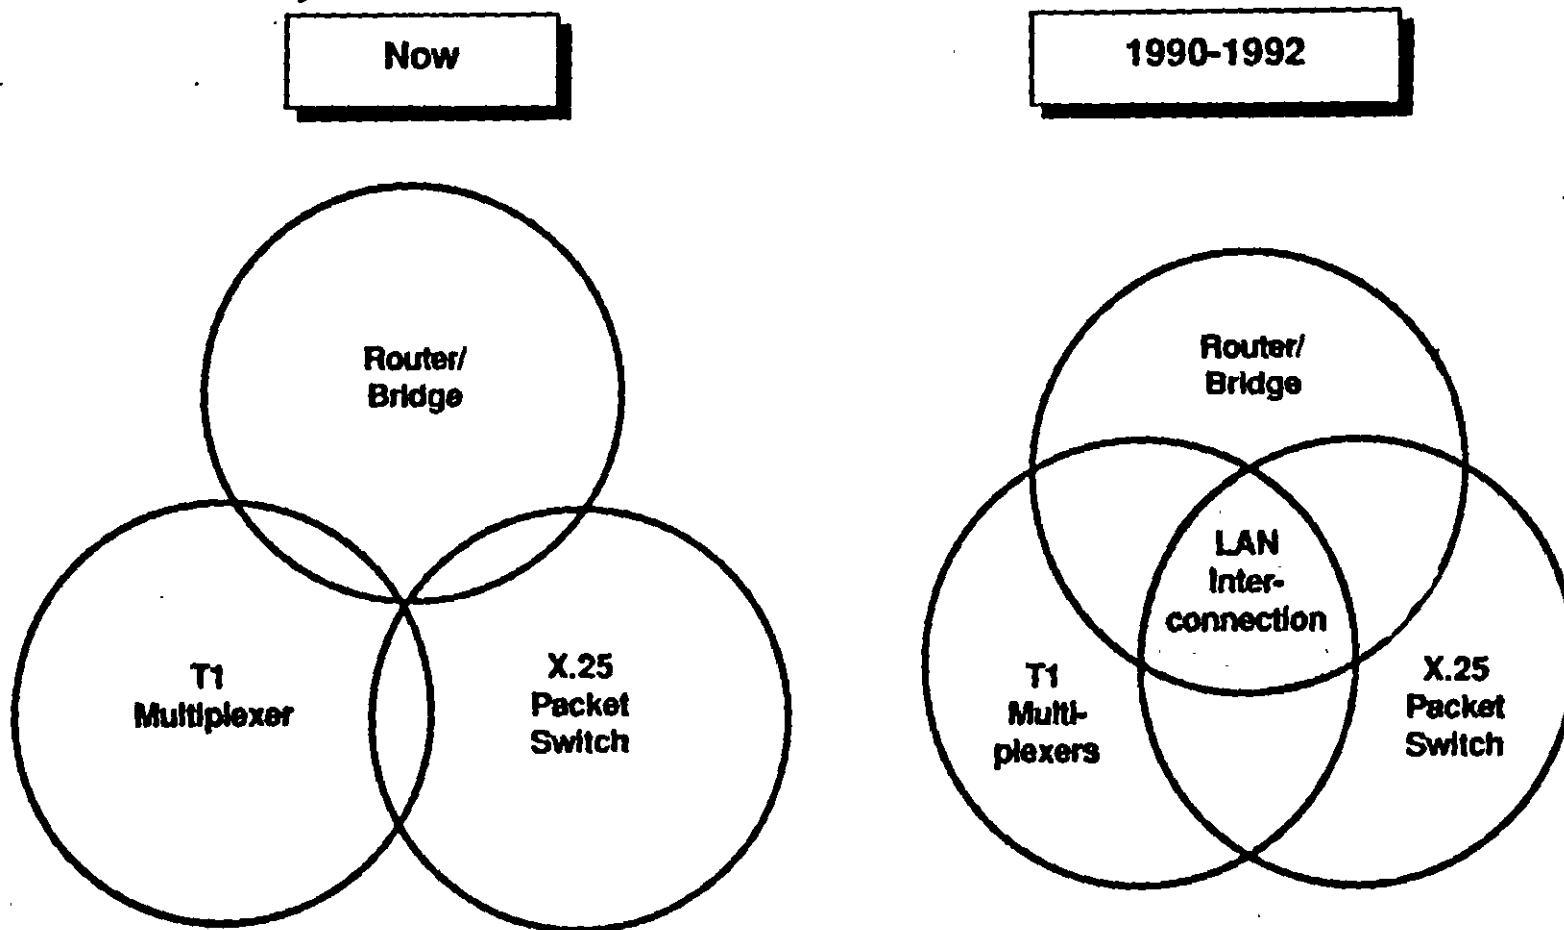 Now
Router/
Bridge
T1
Multiplexer
X.25
Packet
Switch
1990-1992
Router/
Bridge
LAN
Inter-
connection
T1
Multi-
plexers
X.25
Packet
Switch